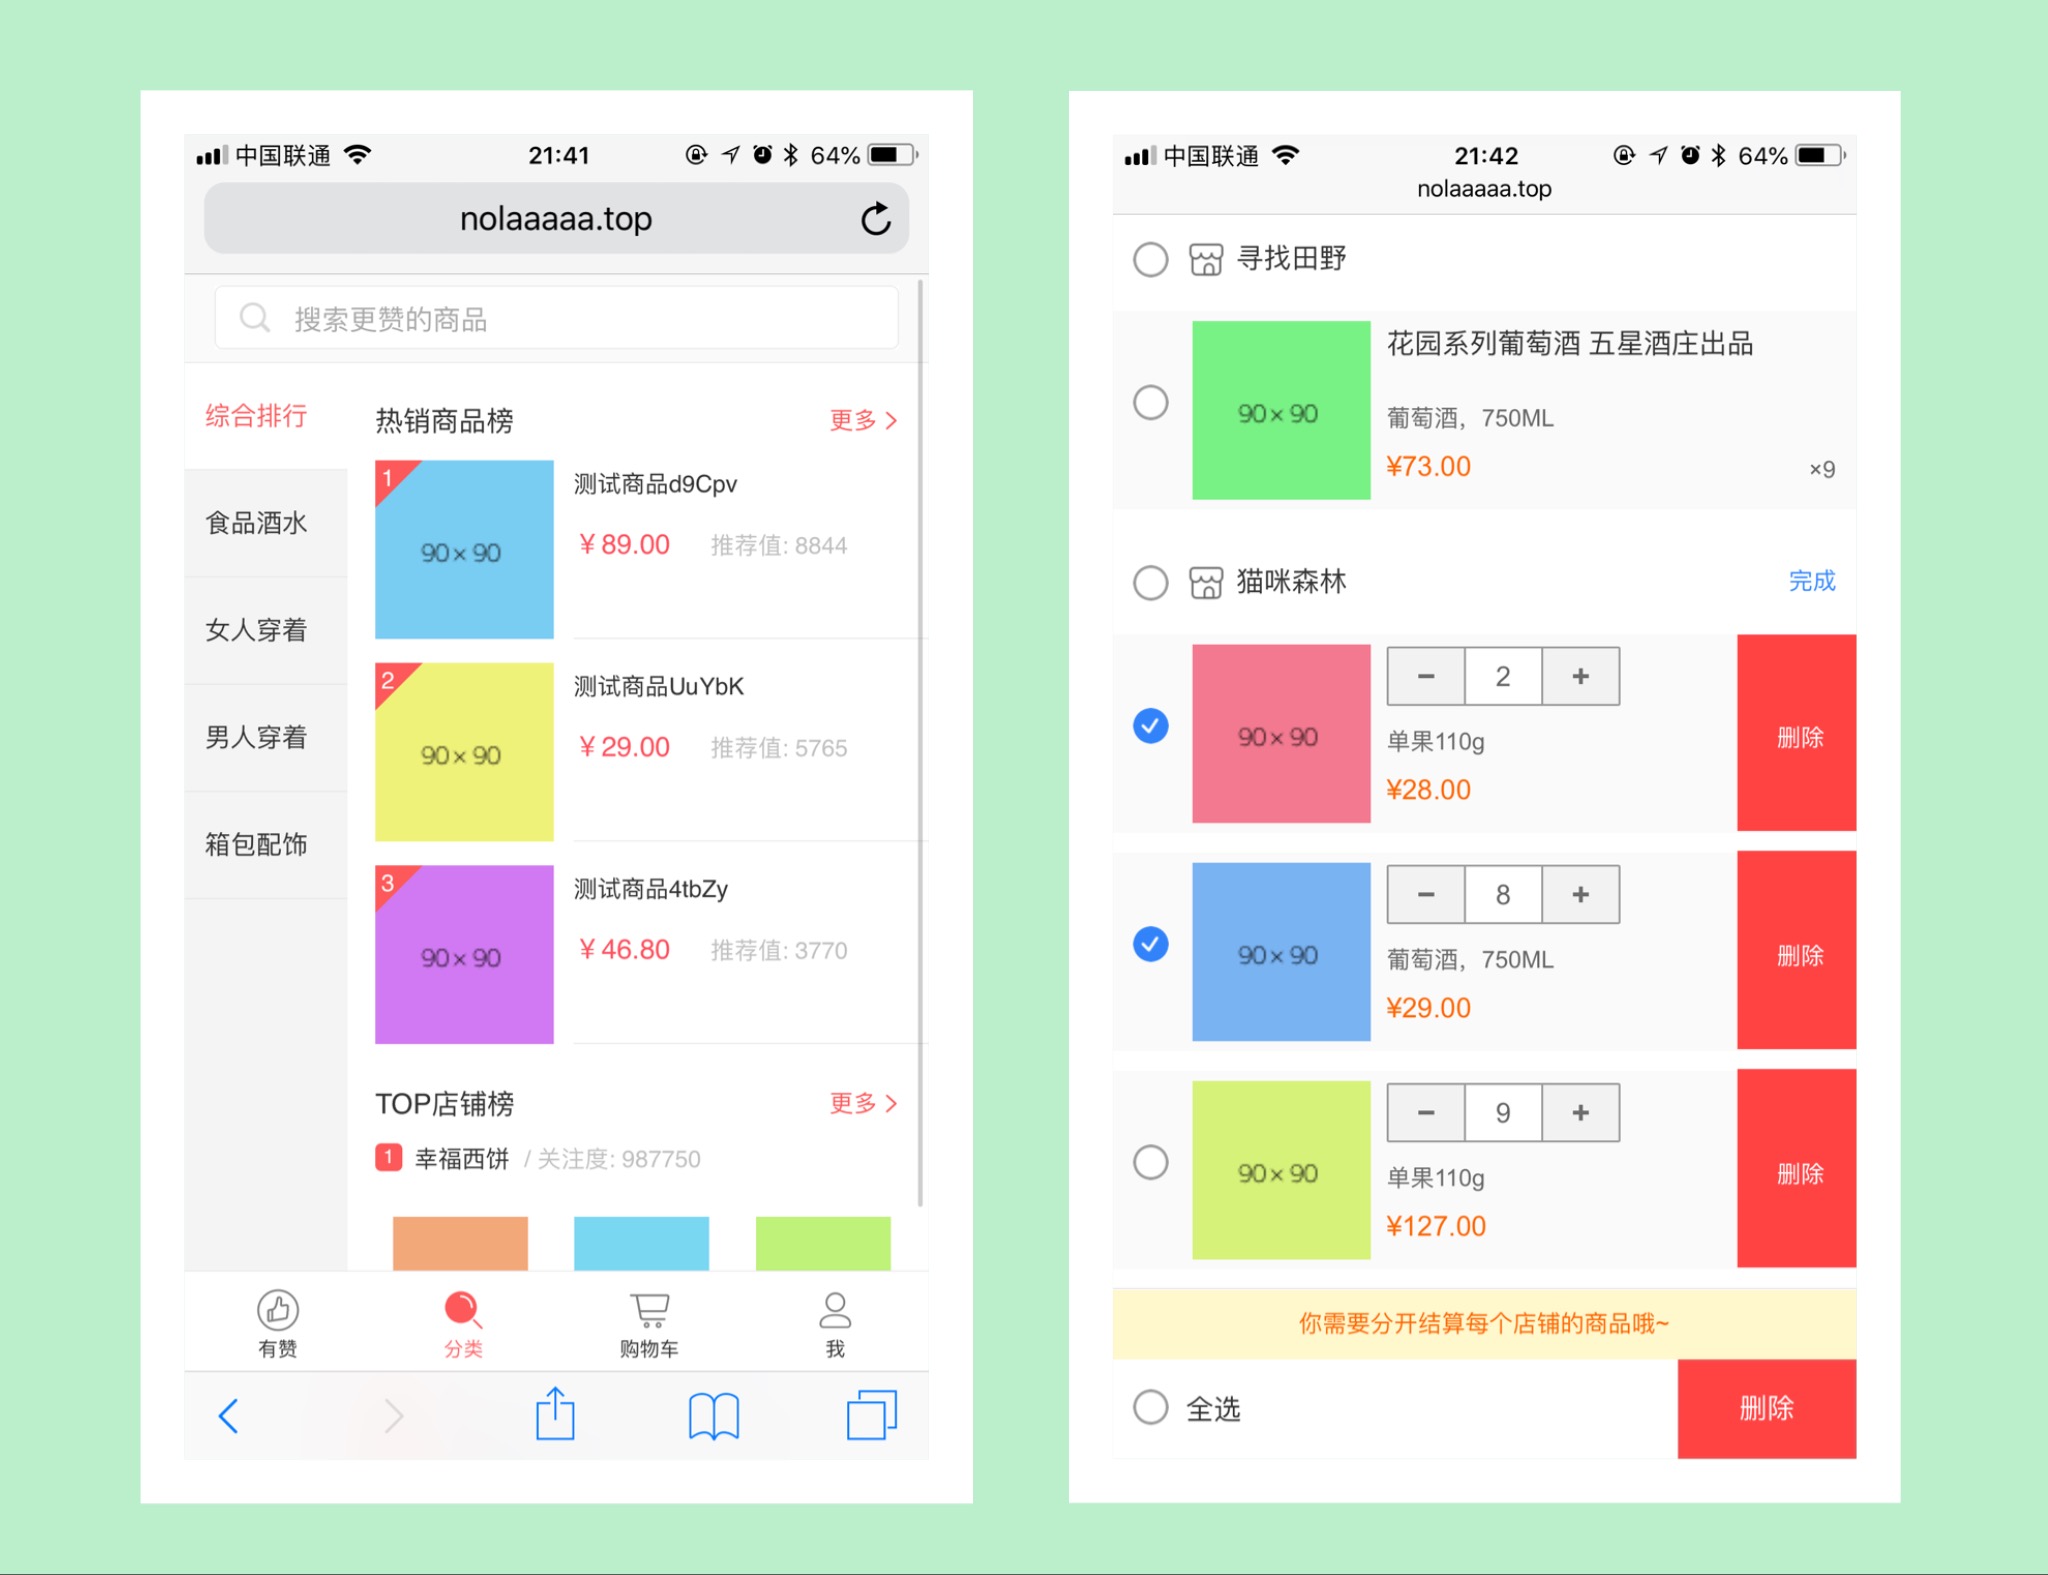 中国联通 21:41 64%
nolaaaaa.top
搜索更赞的商品
综合排行
食品酒水
女人穿着
男人穿着
箱包配饰
热销商品榜 更多
1
90×90
测试商品d9Cpv
¥89.00 推荐值: 8844
2
90×90
测试商品UuYbK
¥29.00 推荐值: 5765
3
90×90
测试商品4tbZy
¥46.80 推荐值: 3770
TOP店铺榜 更多
1 幸福西饼 / 关注度: 987750
有赞 分类 购物车 我
中国联通 21:42 64%
nolaaaaa.top
寻找田野
90×90
花园系列葡萄酒 五星酒庄出品
葡萄酒，750ML
¥73.00 ×9
猫咪森林 完成
90×90
− 2 +
单果110g
¥28.00
删除
90×90
− 8 +
葡萄酒，750ML
¥29.00
删除
90×90
− 9 +
单果110g
¥127.00
删除
你需要分开结算每个店铺的商品哦~
全选 删除